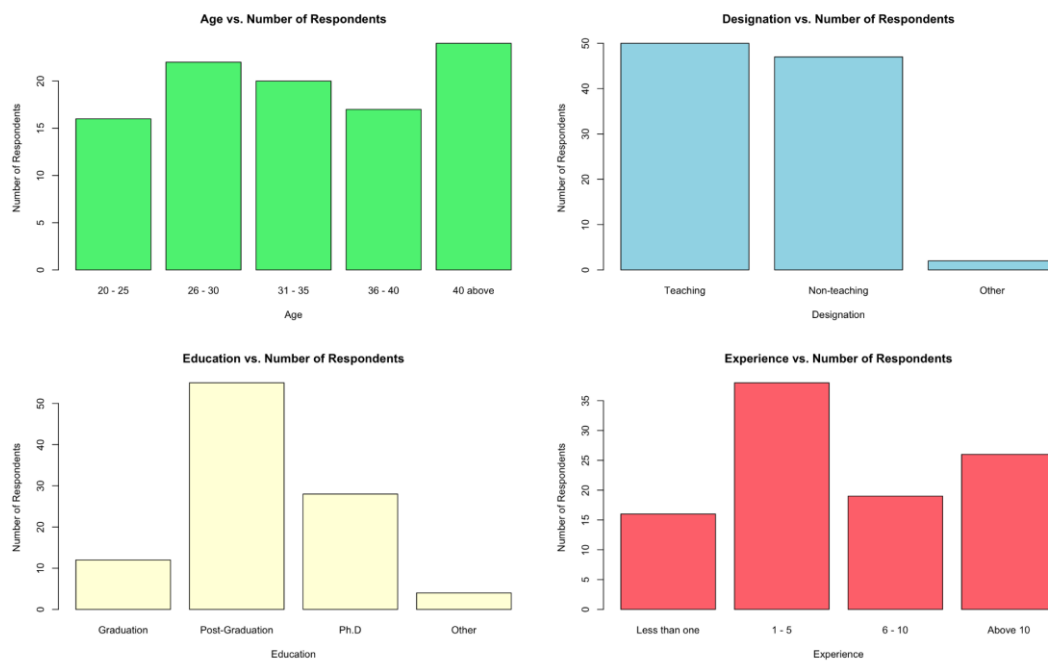 Age vs. Number of Respondents
Number of Respondents
0
5
10
15
20
20 - 25
26 - 30
31 - 35
36 - 40
40 above
Age
Designation vs. Number of Respondents
Number of Respondents
0
10
20
30
40
50
Teaching
Non-teaching
Other
Designation
Education vs. Number of Respondents
Number of Respondents
0
10
20
30
40
50
Graduation
Post-Graduation
Ph.D
Other
Education
Experience vs. Number of Respondents
Number of Respondents
0
5
10
15
20
25
30
35
Less than one
1 - 5
6 - 10
Above 10
Experience